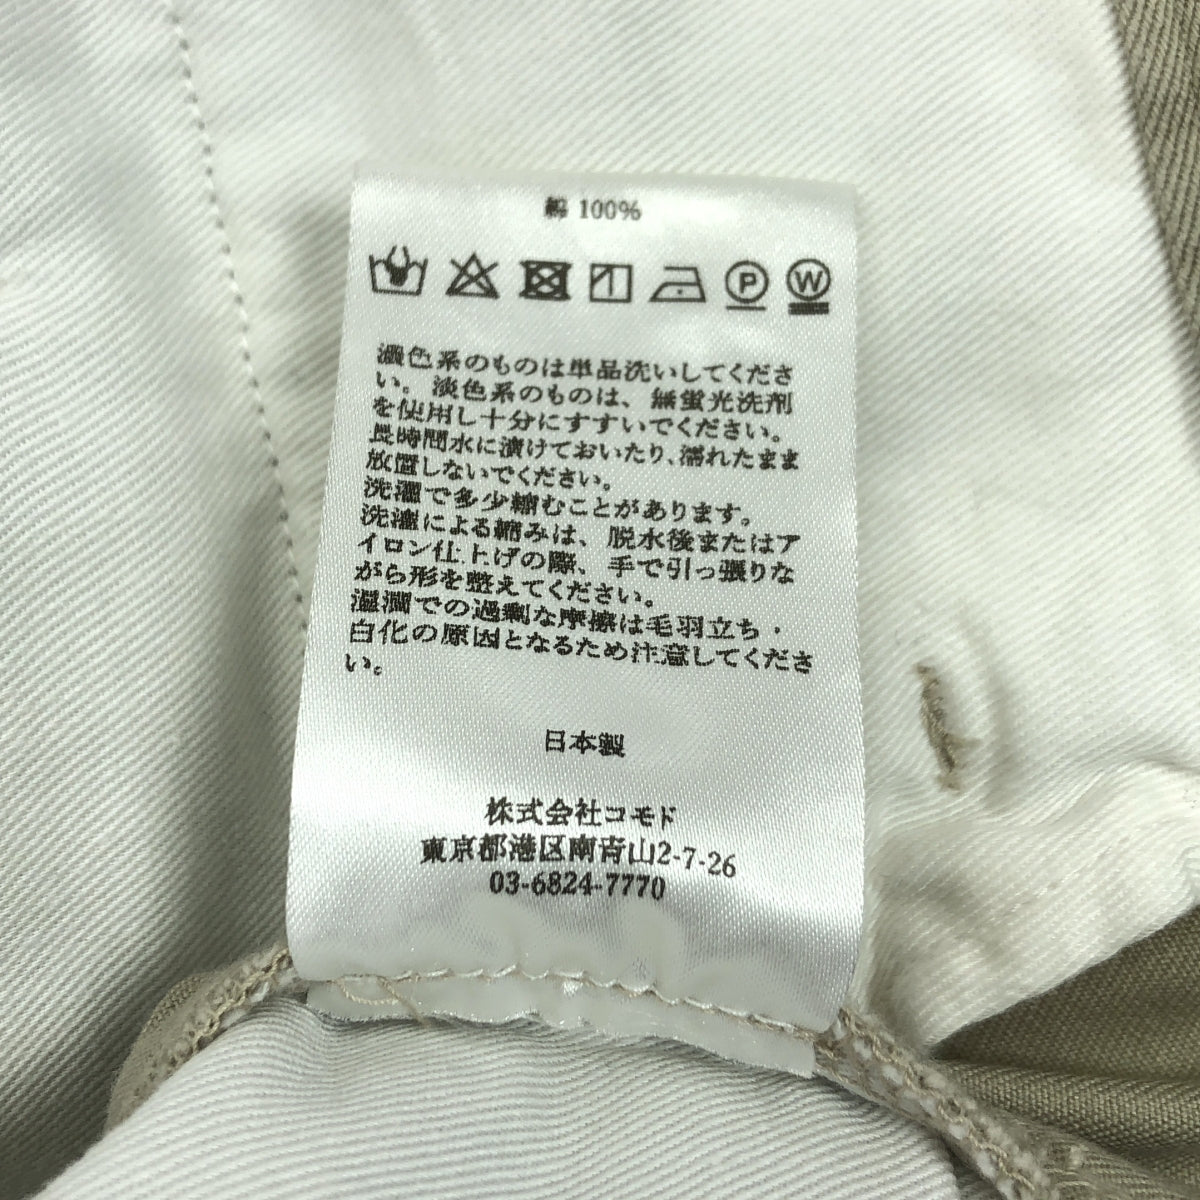 綿 100%
P W
濃色系のものは単品洗いしてくださ
い。淡色系のものは、無蛍光洗剤
を使用し十分にすすいでください。
長時間水に漬けておいたり、濡れたまま
放置しないでください。
洗濯で多少縮むことがあります。
洗濯による縮みは、脱水後またはア
イロン仕上げの際、手で引っ張りな
がら形を整えてください。
湿潤での過剰な摩擦は毛羽立ち・
白化の原因となるため注意してくださ
い。
日本製
株式会社コモド
東京都港区南青山2-7-26
03-6824-7770